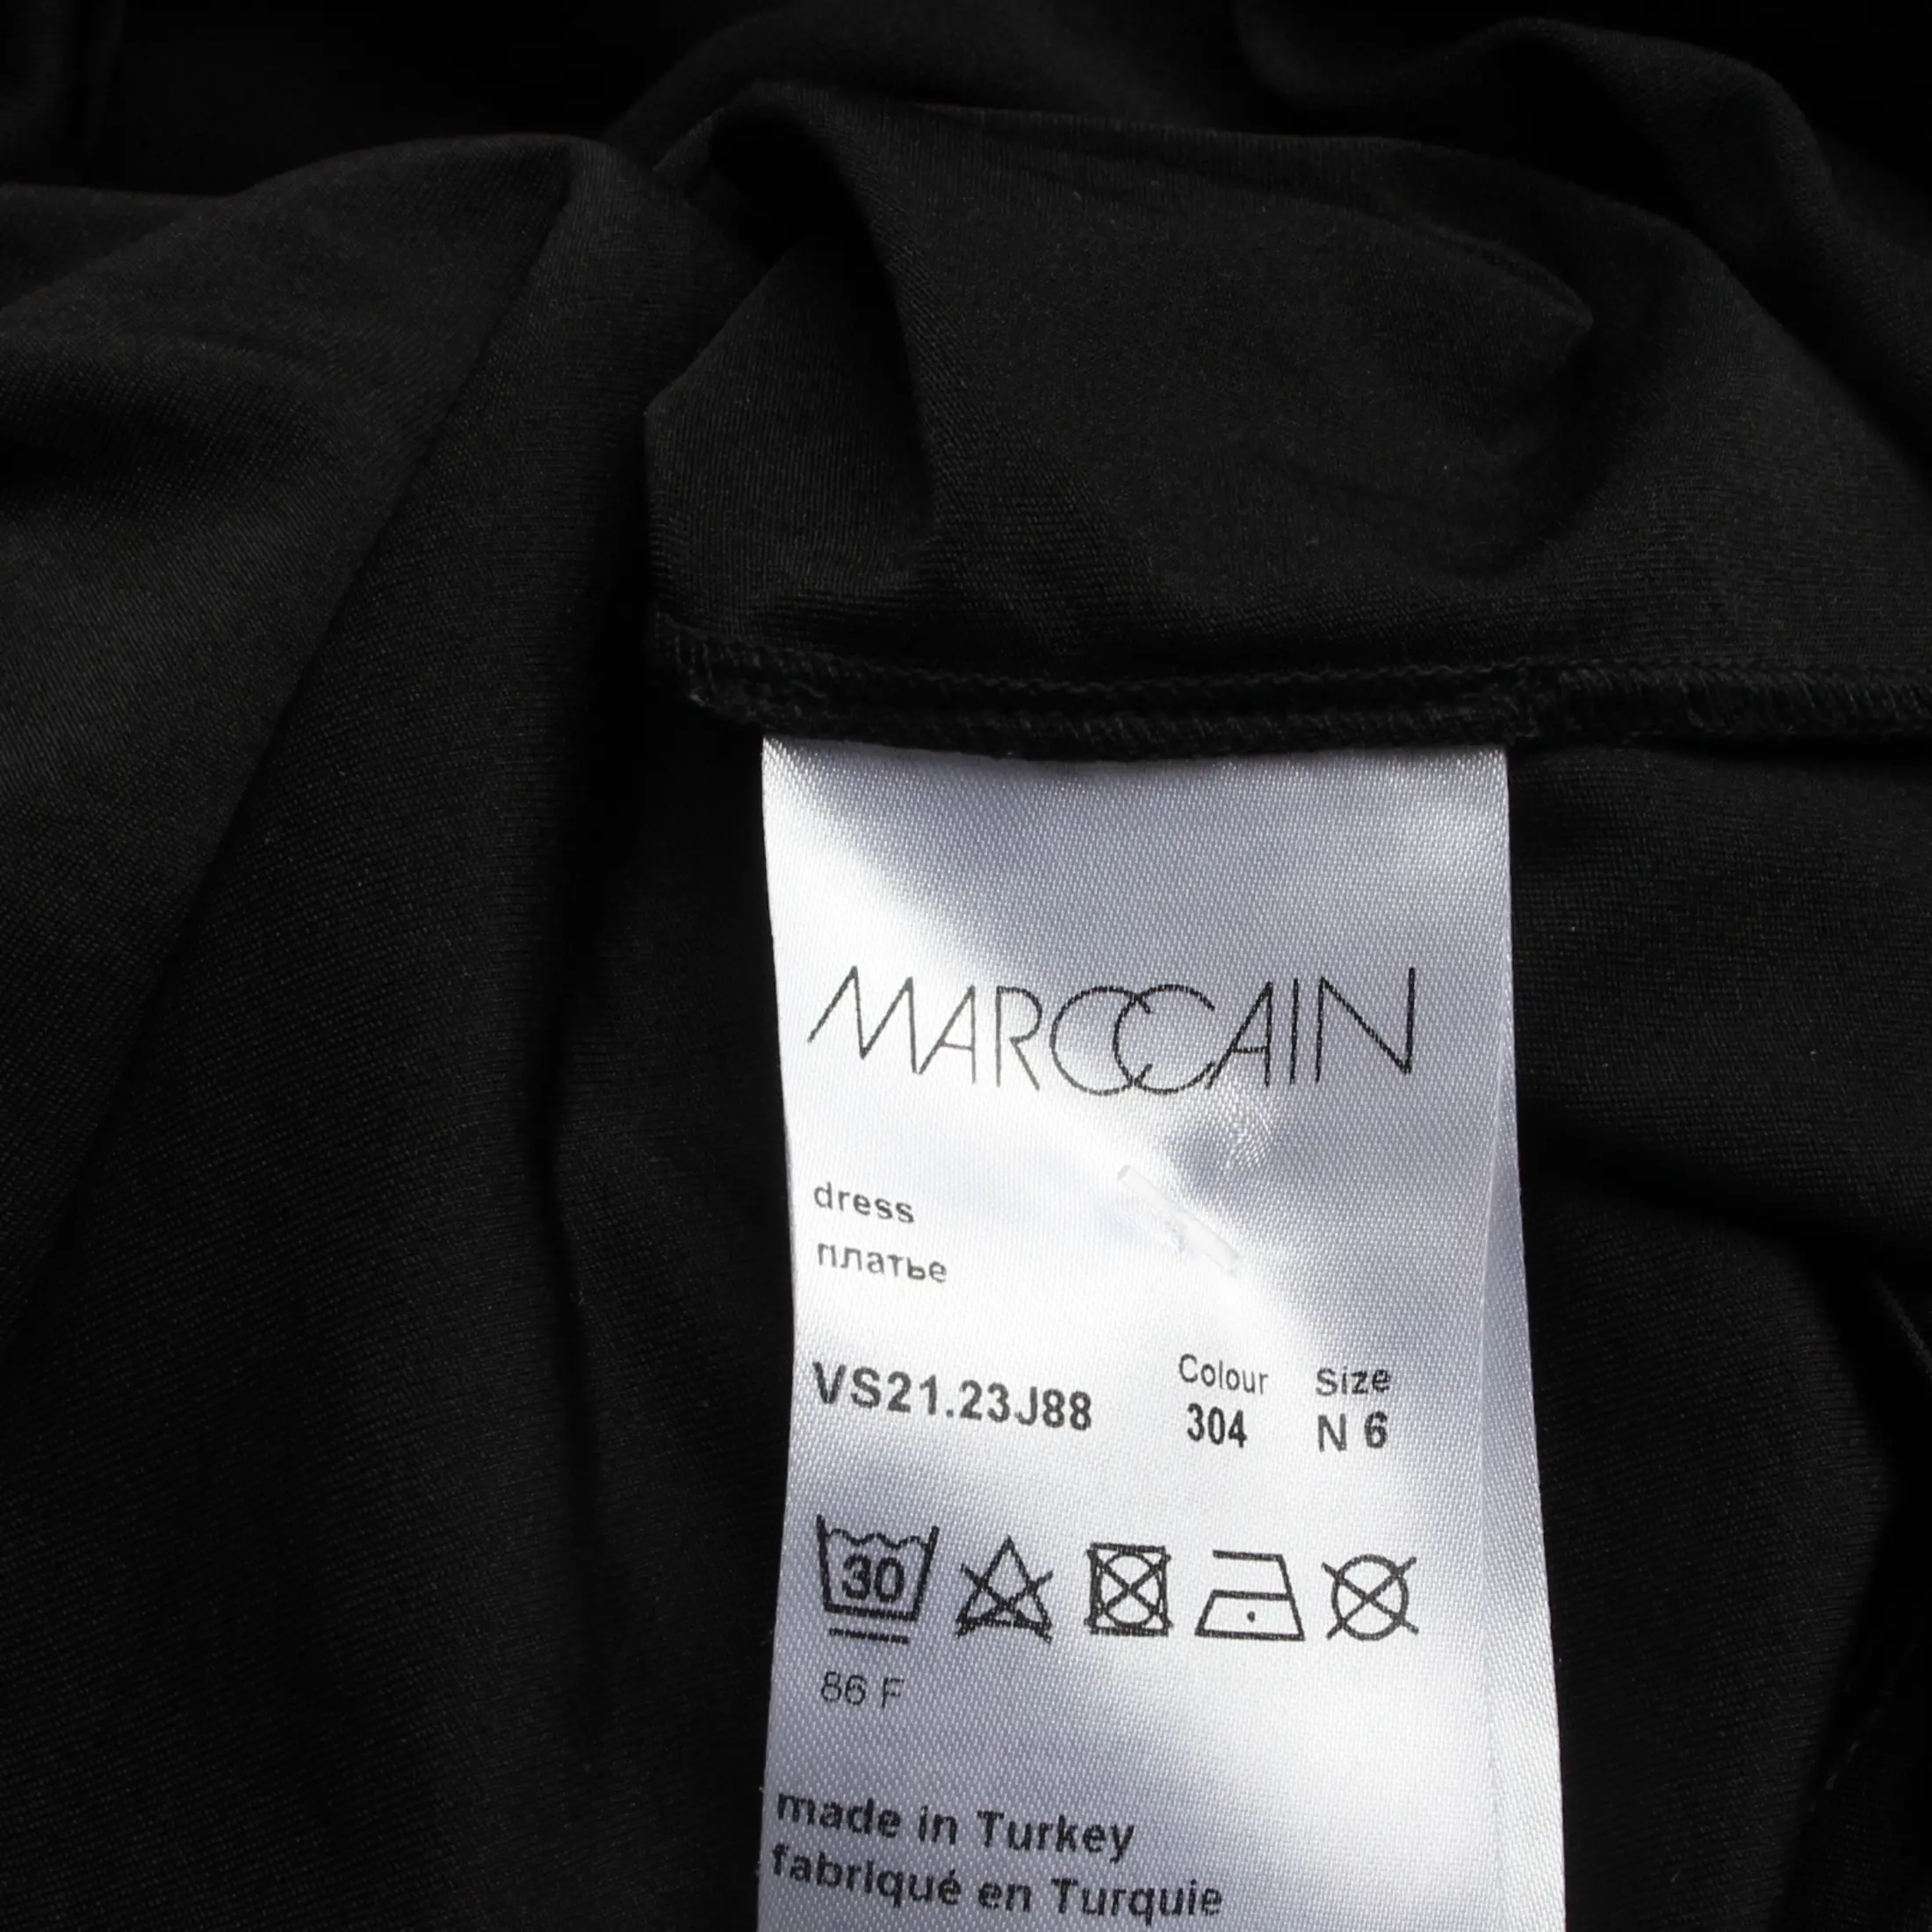 MARCCAIN
dress
платье
VS21.23J88
Colour Size
304 N 6
30
86 F
made in Turkey
fabriqué en Turquie